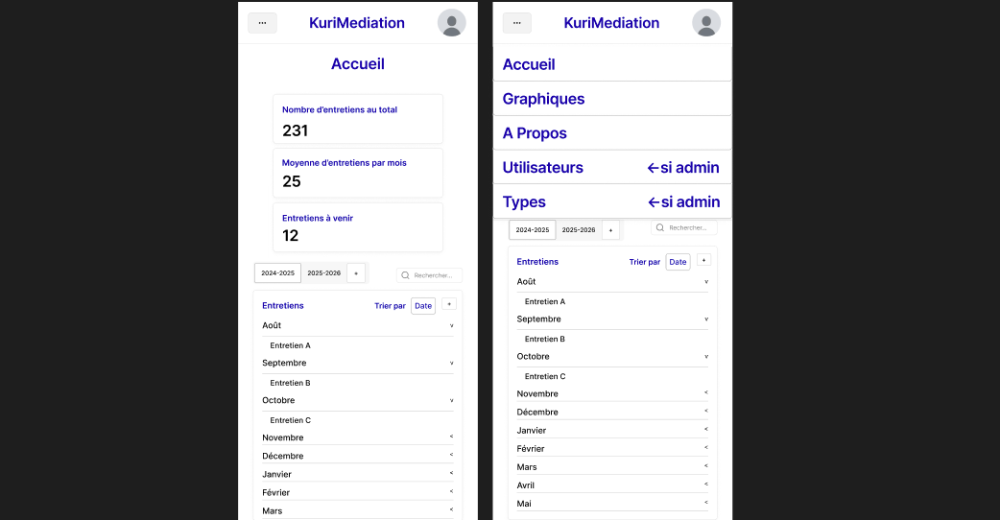 ... KuriMediation
Accueil
Nombre d'entretiens au total
231
Moyenne d'entretiens par mois
25
Entretiens à venir
12
2024-2025 2025-2026 + Rechercher...
Entretiens Trier par Date +
Août v
Entretien A
Septembre v
Entretien B
Octobre v
Entretien C
Novembre <
Décembre <
Janvier <
Février <
Mars <
... KuriMediation
Accueil
Graphiques
A Propos
Utilisateurs ←si admin
Types ←si admin
2024-2025 2025-2026 + Rechercher...
Entretiens Trier par Date +
Août v
Entretien A
Septembre v
Entretien B
Octobre v
Entretien C
Novembre <
Décembre <
Janvier <
Février <
Mars <
Avril <
Mai <